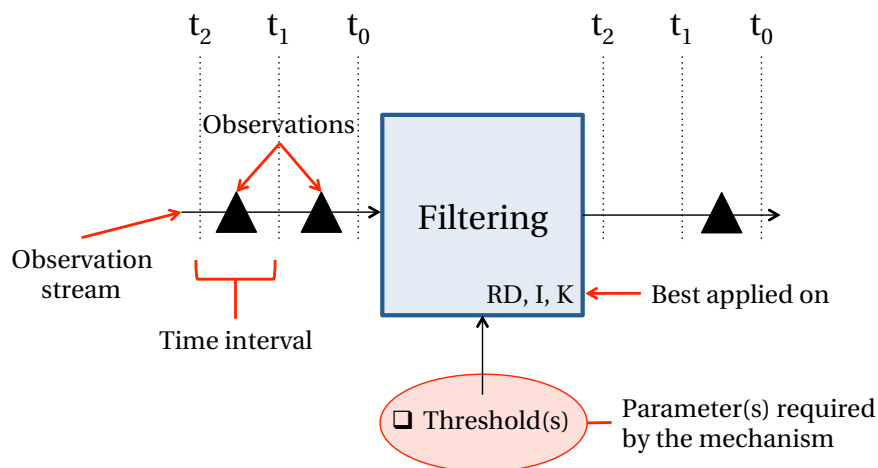 t2 t1 t0 t2 t1 t0
Observations
Filtering
Observation
stream
RD, I, K
Best applied on
Time interval
❑ Threshold(s)
Parameter(s) required
by the mechanism